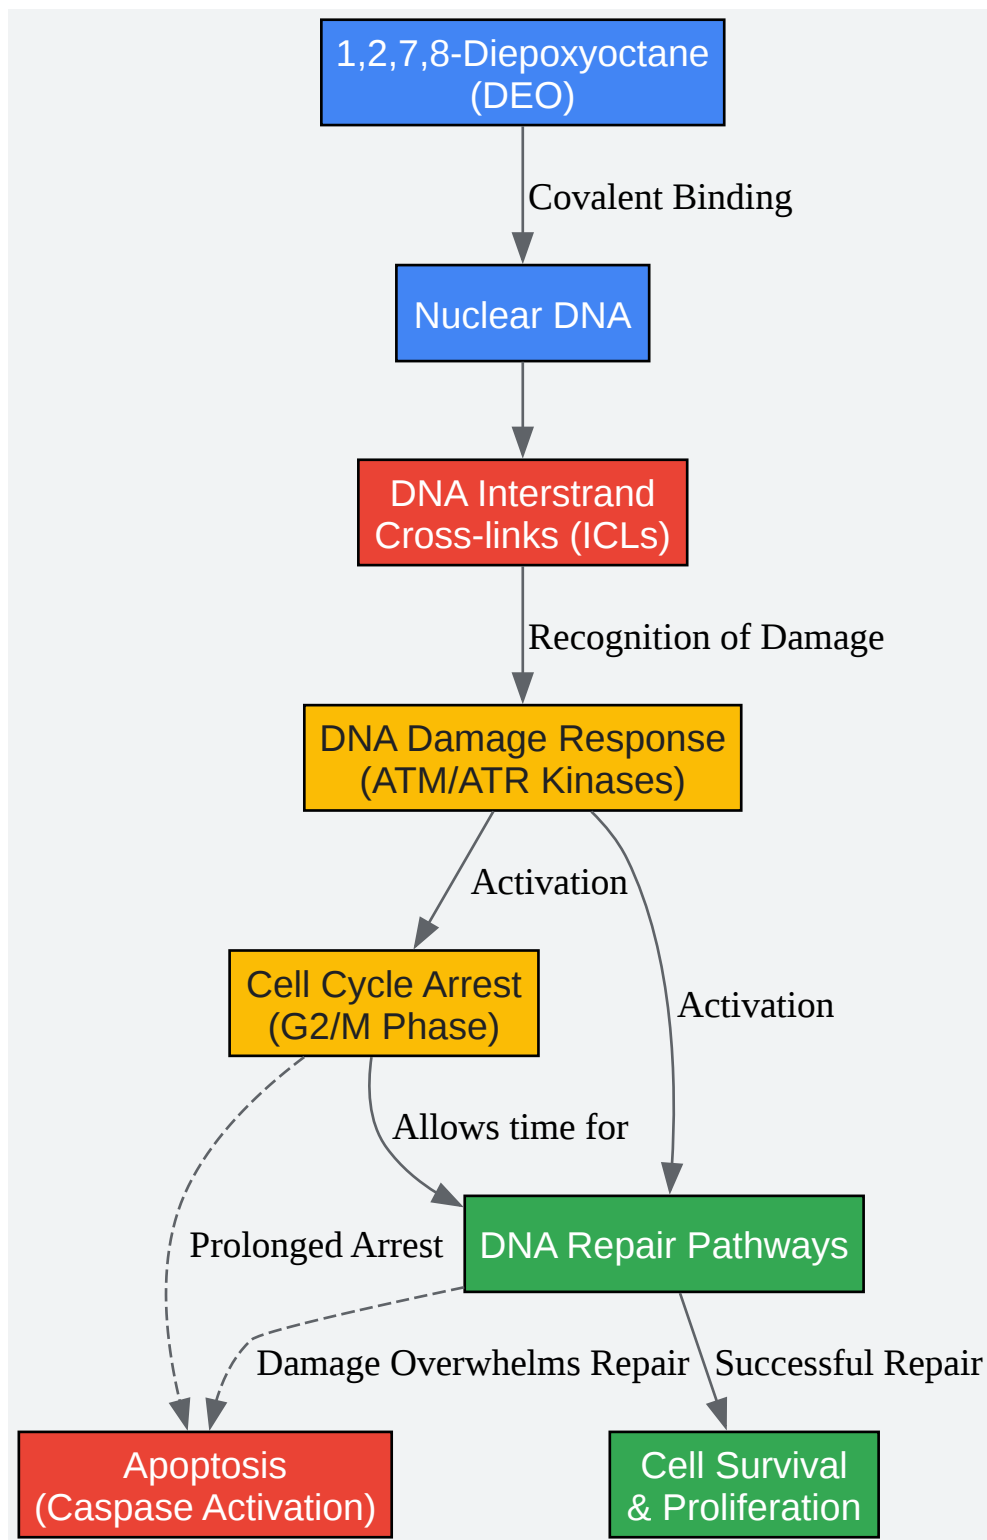 1,2,7,8-Diepoxyoctane
(DEO)
Covalent Binding
Nuclear DNA
DNA Interstrand
Cross-links (ICLs)
Recognition of Damage
DNA Damage Response
(ATM/ATR Kinases)
Activation
Cell Cycle Arrest
(G2/M Phase)
Activation
Allows time for
Prolonged Arrest
DNA Repair Pathways
Damage Overwhelms Repair
Successful Repair
Apoptosis
(Caspase Activation)
Cell Survival
& Proliferation